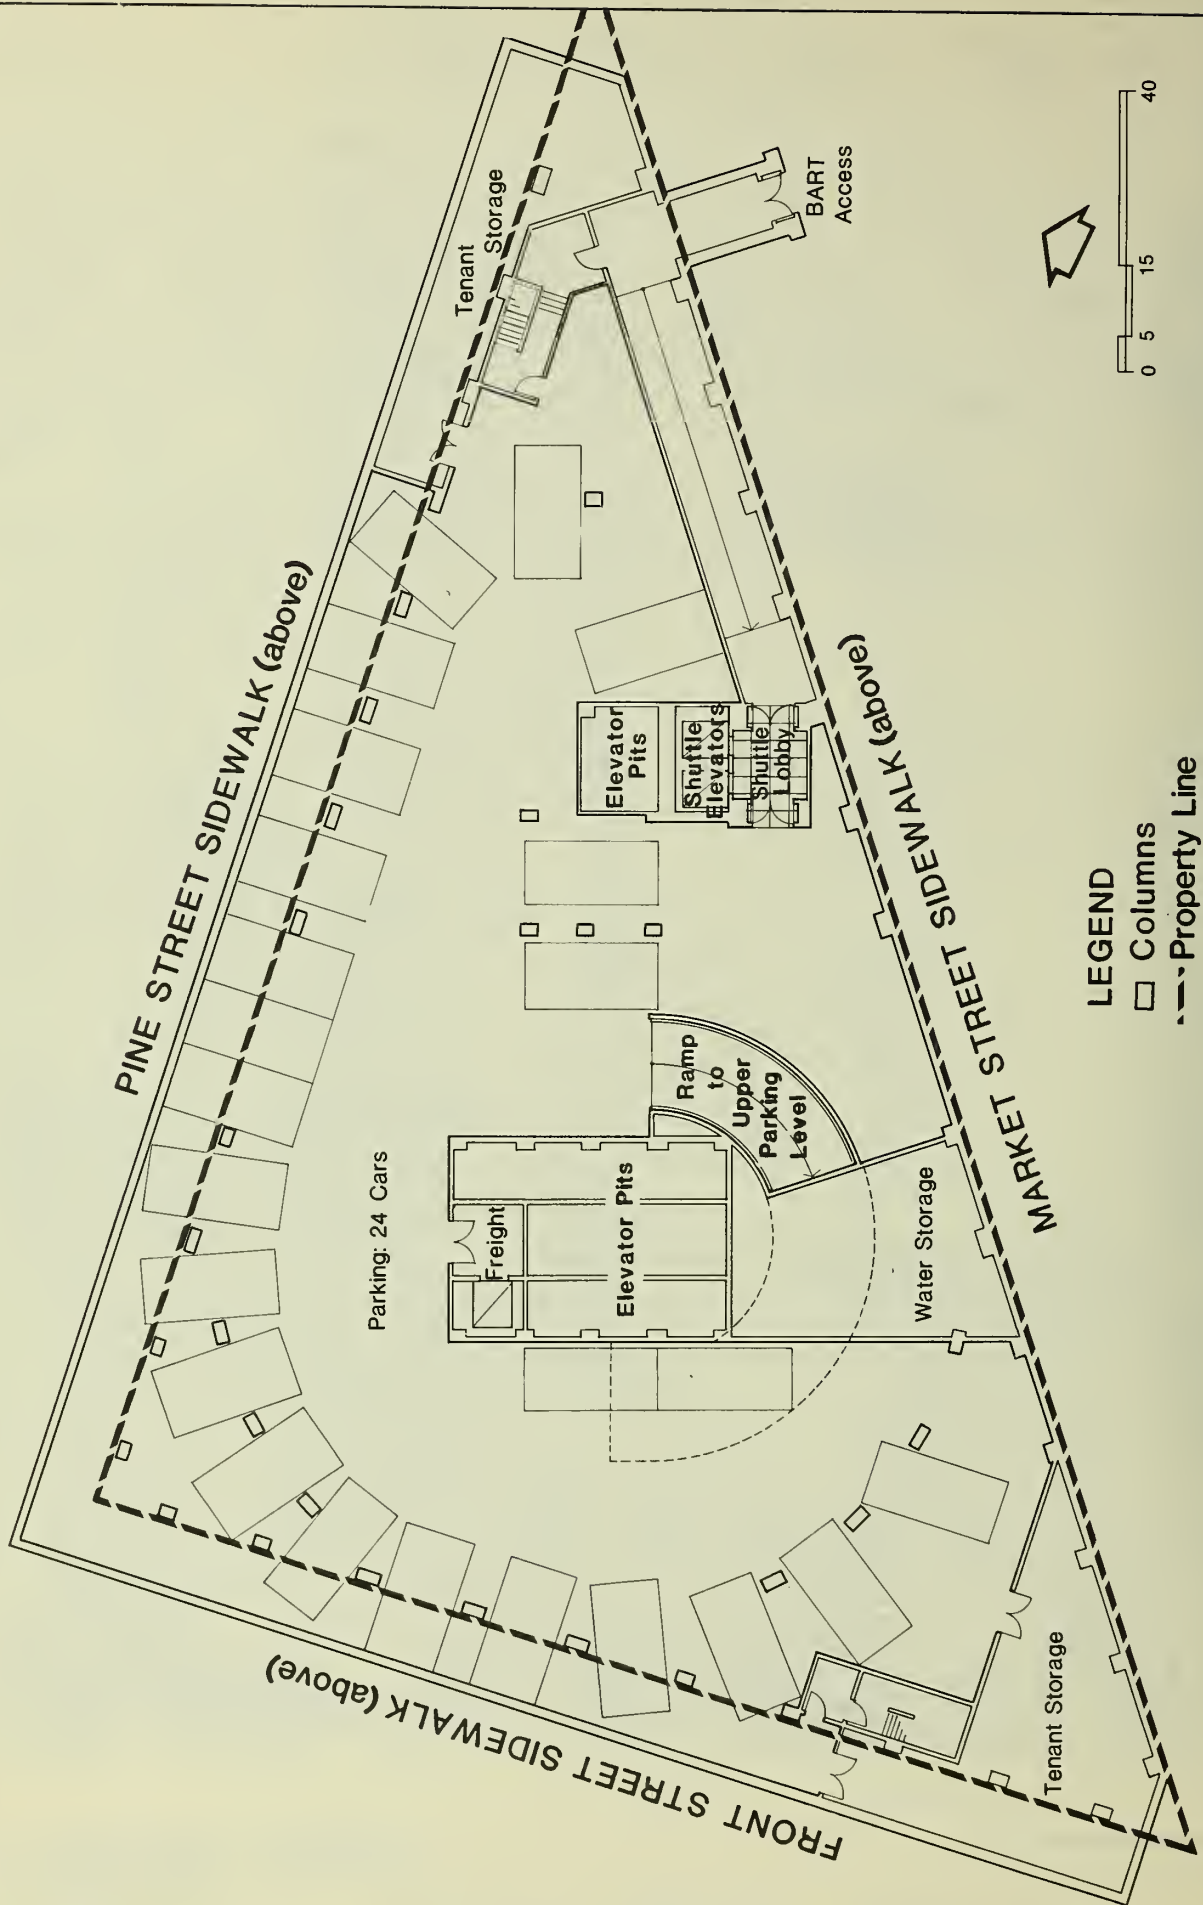 PINE STREET SIDEWALK (above)
Tenant
Storage
BART
Access
Elevator
Pits
Shuttle
Elevators
Shuttle
Lobby
Parking: 24 Cars
Freight
Elevator Pits
Ramp
to
Upper
Parking
Level
Water Storage
MARKET STREET SIDEWALK (above)
FRONT STREET SIDEWALK (above)
Tenant Storage
0 5 15 40
LEGEND
Columns
Property Line